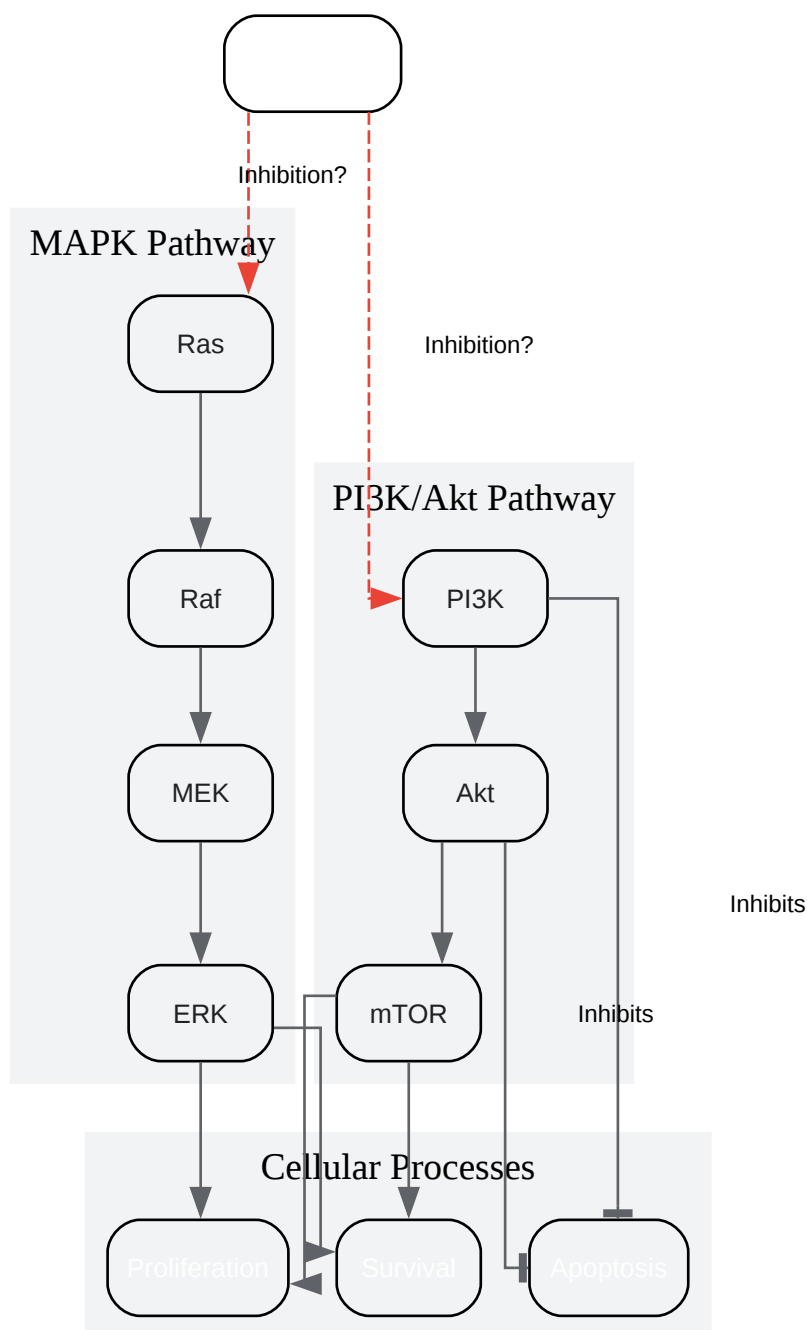 Inhibition?
MAPK Pathway
Ras
Inhibition?
PI3K/Akt Pathway
Raf
PI3K
MEK
Akt
Inhibits
ERK
mTOR
Inhibits
Cellular Processes
Proliferation
Survival
Apoptosis